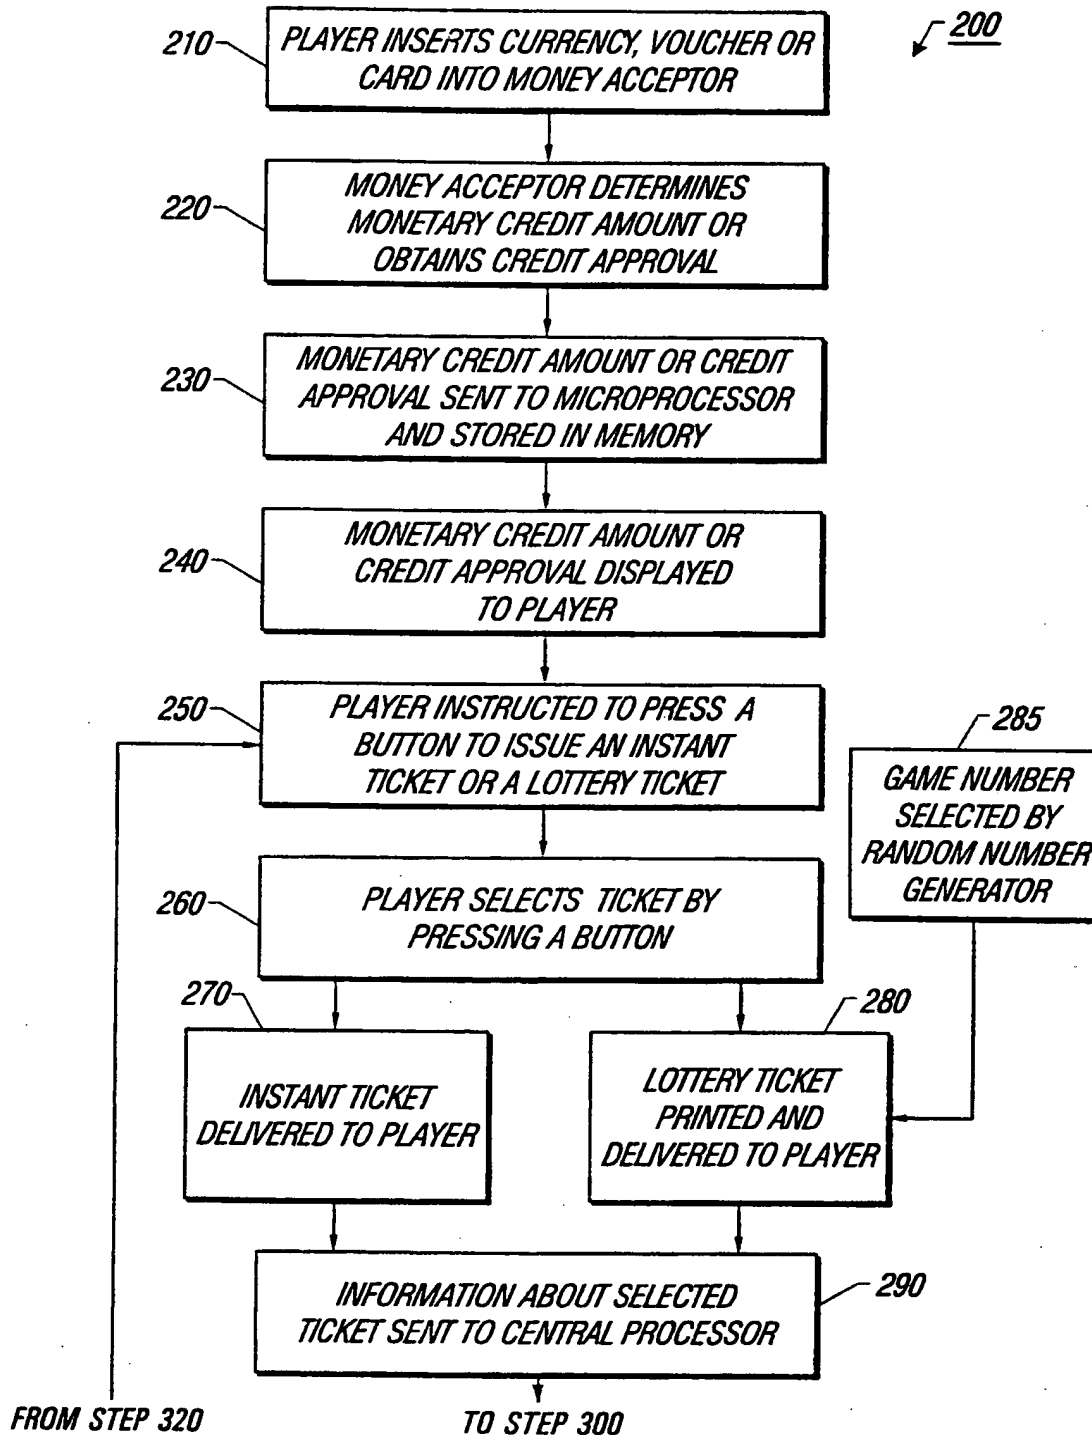 200
210
PLAYER INSERTS CURRENCY, VOUCHER OR
CARD INTO MONEY ACCEPTOR
220
MONEY ACCEPTOR DETERMINES
MONETARY CREDIT AMOUNT OR
OBTAINS CREDIT APPROVAL
230
MONETARY CREDIT AMOUNT OR CREDIT
APPROVAL SENT TO MICROPROCESSOR
AND STORED IN MEMORY
240
MONETARY CREDIT AMOUNT OR
CREDIT APPROVAL DISPLAYED
TO PLAYER
250
PLAYER INSTRUCTED TO PRESS A
BUTTON TO ISSUE AN INSTANT
TICKET OR A LOTTERY TICKET
285
GAME NUMBER
SELECTED BY
RANDOM NUMBER
GENERATOR
260
PLAYER SELECTS TICKET BY
PRESSING A BUTTON
270
INSTANT TICKET
DELIVERED TO PLAYER
280
LOTTERY TICKET
PRINTED AND
DELIVERED TO PLAYER
290
INFORMATION ABOUT SELECTED
TICKET SENT TO CENTRAL PROCESSOR
FROM STEP 320
TO STEP 300